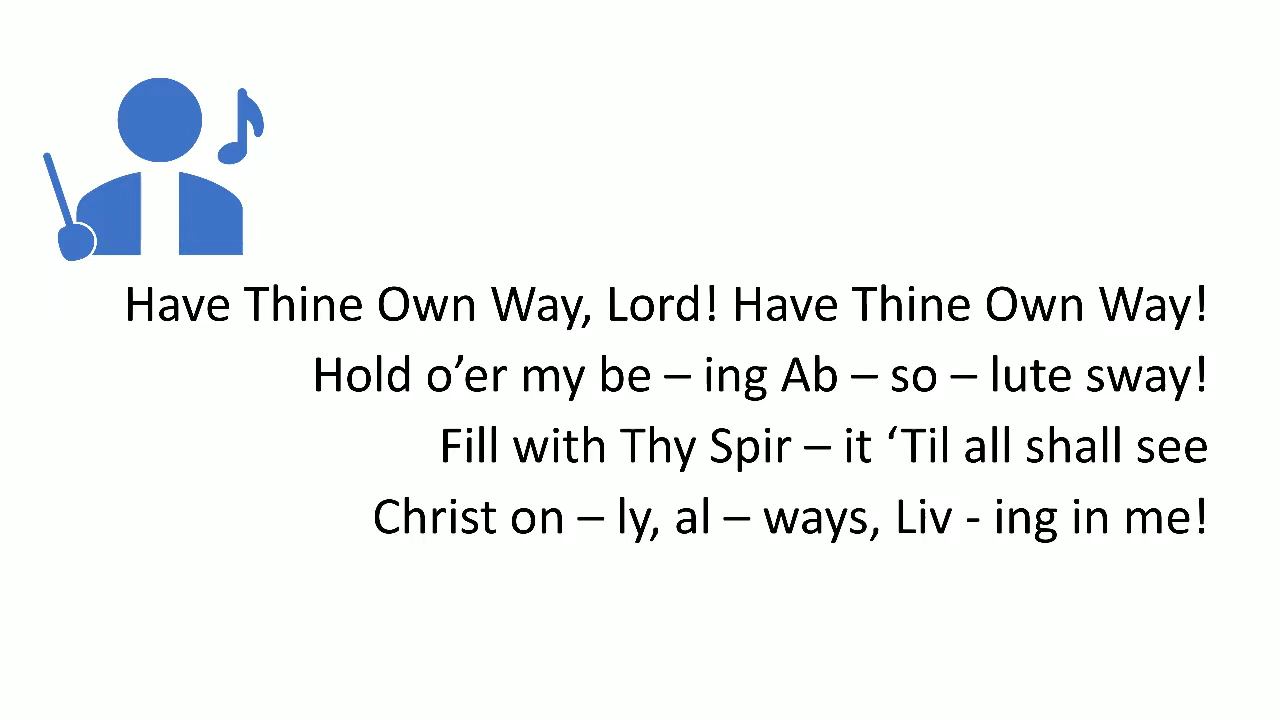 Have Thine Own Way, Lord! Have Thine Own Way!
Hold o’er my be – ing Ab – so – lute sway!
Fill with Thy Spir – it ‘Til all shall see
Christ on – ly, al – ways, Liv - ing in me!